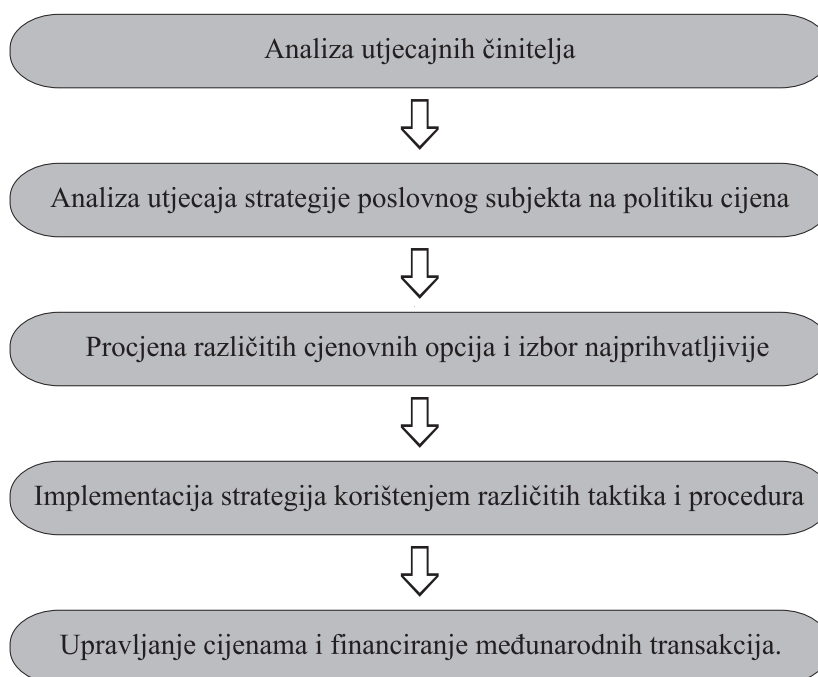 Analiza utjecajnih činitelja
Analiza utjecaja strategije poslovnog subjekta na politiku cijena
Procjena različitih cjenovnih opcija i izbor najprihvatljivije
Implementacija strategija korištenjem različitih taktika i procedura
Upravljanje cijenama i financiranje međunarodnih transakcija.